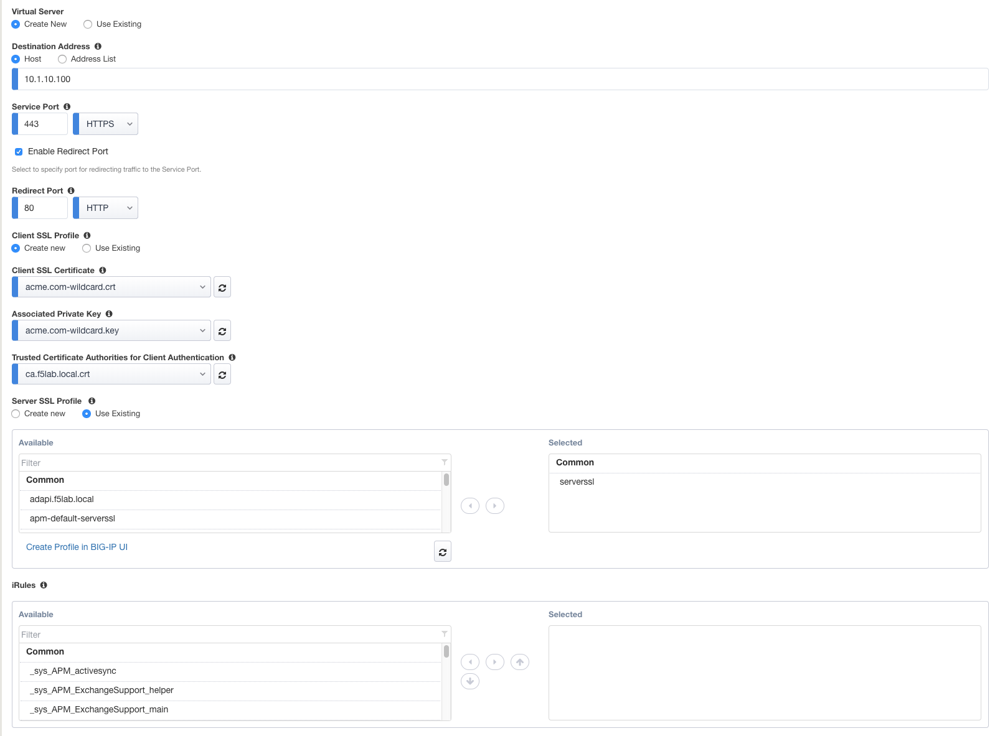 Virtual Server
Create New Use Existing
Destination Address
Host Address List
10.1.10.100
Service Port
443 HTTPS
Enable Redirect Port
Select to specify port for redirecting traffic to the Service Port.
Redirect Port
80 HTTP
Client SSL Profile
Create new Use Existing
Client SSL Certificate
acme.com-wildcard.crt
Associated Private Key
acme.com-wildcard.key
Trusted Certificate Authorities for Client Authentication
ca.f5lab.local.crt
Server SSL Profile
Create new Use Existing
Available
Filter
Common
adapi.f5lab.local
apm-default-serverssl
Create Profile in BIG-IP UI
Selected
Common
serverssl
iRules
Available
Filter
Common
_sys_APM_activesync
_sys_APM_ExchangeSupport_helper
_sys_APM_ExchangeSupport_main
Selected